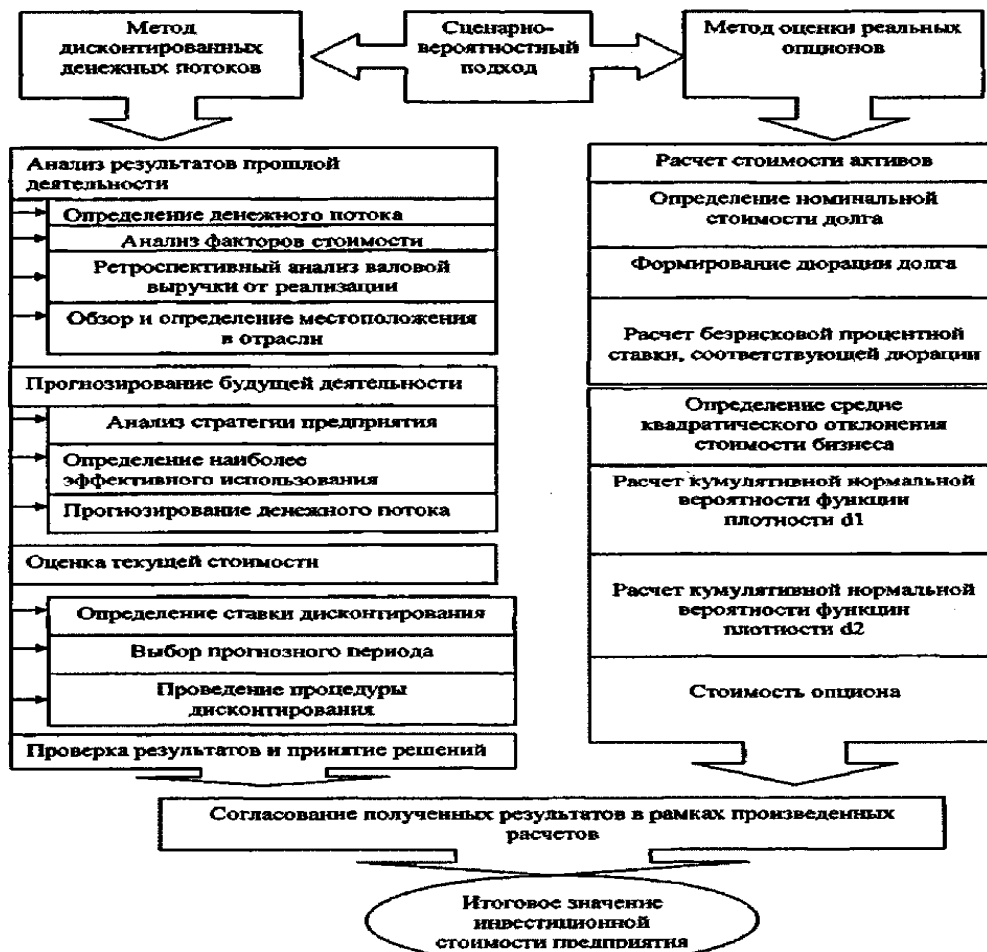 Метод
дисконтированных
денежных потоков
Сценарно-
вероятностный
подход
Метод оценки реальных
опционов
Анализ результатов прошлой
деятельности
Определение денежного потока
Анализ факторов стоимости
Ретроспективный анализ валовой
выручки от реализации
Обзор и определение местоположения
в отрасли
Прогнозирование будущей деятельности
Анализ стратегии предприятия
Определение наиболее
эффективного использования
Прогнозирование денежного потока
Оценка текущей стоимости
Определение ставки дисконтирования
Выбор прогнозного периода
Проведение процедуры
дисконтирования
Проверка результатов и принятие решений
Расчет стоимости активов
Определение номинальной
стоимости долга
Формирование дюрации долга
Расчет безрисковой процентной
ставки, соответствующей дюрации
Определение средне
квадратического отклонения
стоимости бизнеса
Расчет кумулятивной нормальной
вероятности функции
плотности d1
Расчет кумулятивной нормальной
вероятности функции
плотности d2
Стоимость опциона
Согласование полученных результатов в рамках произведенных
расчетов
Итоговое значение
инвестиционной
стоимости предприятия